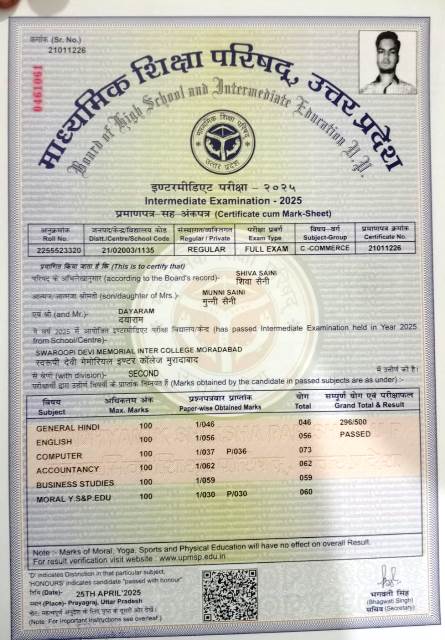 क्रमांक (Sr. No.)
21011226
0461061
माध्यमिक शिक्षा परिषद्, उत्तर प्रदेश
Board of High School and Intermediate Education U.P.
माध्यमिक शिक्षा परिषद्
उत्तर प्रदेश
इण्टरमीडिएट परीक्षा – २०२५
Intermediate Examination - 2025
प्रमाणपत्र सह अंकपत्र (Certificate cum Mark-Sheet)
अनुक्रमांक जनपद/केंद्र/विद्यालय कोड संस्थागत/व्यक्तिगत परीक्षा प्रवर्ग विषय-वर्ग प्रमाणपत्र क्रमांक
Roll No. Distt./Centre/School Code Regular / Private Exam Type Subject-Group Certificate No.
2255523320 21/02003/1135 REGULAR FULL EXAM C -COMMERCE 21011226
प्रमाणित किया जाता है कि (This is to certify that)
परिषद के अभिलेखानुसार (according to the Board's record)- SHIVA SAINI
शिवा सैनी
आत्मज/आत्मजा श्रीमती (son/daughter of Mrs.)- MUNNI SAINI
मुन्नी सैनी
एवं श्री (and Mr.)- DAYARAM
दयाराम
ने वर्ष 2025 में आयोजित इण्टरमीडिएट परीक्षा विद्यालय/केन्द्र (has passed Intermediate Examination held in Year 2025
from School/Centre)-
SWAROOPI DEVI MEMORIAL INTER COLLEGE MORADABAD
स्वरूपी देवी मेमोरियल इण्टर कॉलेज मुरादाबाद
से श्रेणी (with division)- SECOND में उत्तीर्ण की है।
परीक्षार्थी द्वारा उत्तीर्ण विषयों के प्राप्तांक निम्नवत हैं (Marks obtained by the candidate in passed subjects are as under) :-
विषय अधिकतम अंक प्रश्नपत्रवार प्राप्तांक योग सम्पूर्ण योग एवं परीक्षाफल
Subject Max. Marks Paper-wise Obtained Marks Total Grand Total & Result
GENERAL HINDI 100 1/046 046 296/500
ENGLISH 100 1/056 056 PASSED
COMPUTER 100 1/037 P/036 073
ACCOUNTANCY 100 1/062 062
BUSINESS STUDIES 100 1/059 059
MORAL Y.S&P.EDU 100 1/030 P/030 060
Note :- Marks of Moral, Yoga, Sports and Physical Education will have no effect on overall Result.
For result verification visit website : www.upmsp.edu.in
'D' indicates Distinction in that particular subject.
'HONOURS' indicates candidate "passed with honour"
तिथि (Date)- 25TH APRIL'2025
स्थान (Place)- Prayagraj, Uttar Pradesh
नोट: महत्वपूर्ण अनुदेश के लिए पृष्ठ के दूसरी ओर देखें।
(Note: For important instructions see overleaf.)
भगवती सिंह
(Bhagwati Singh)
सचिव (Secretary)